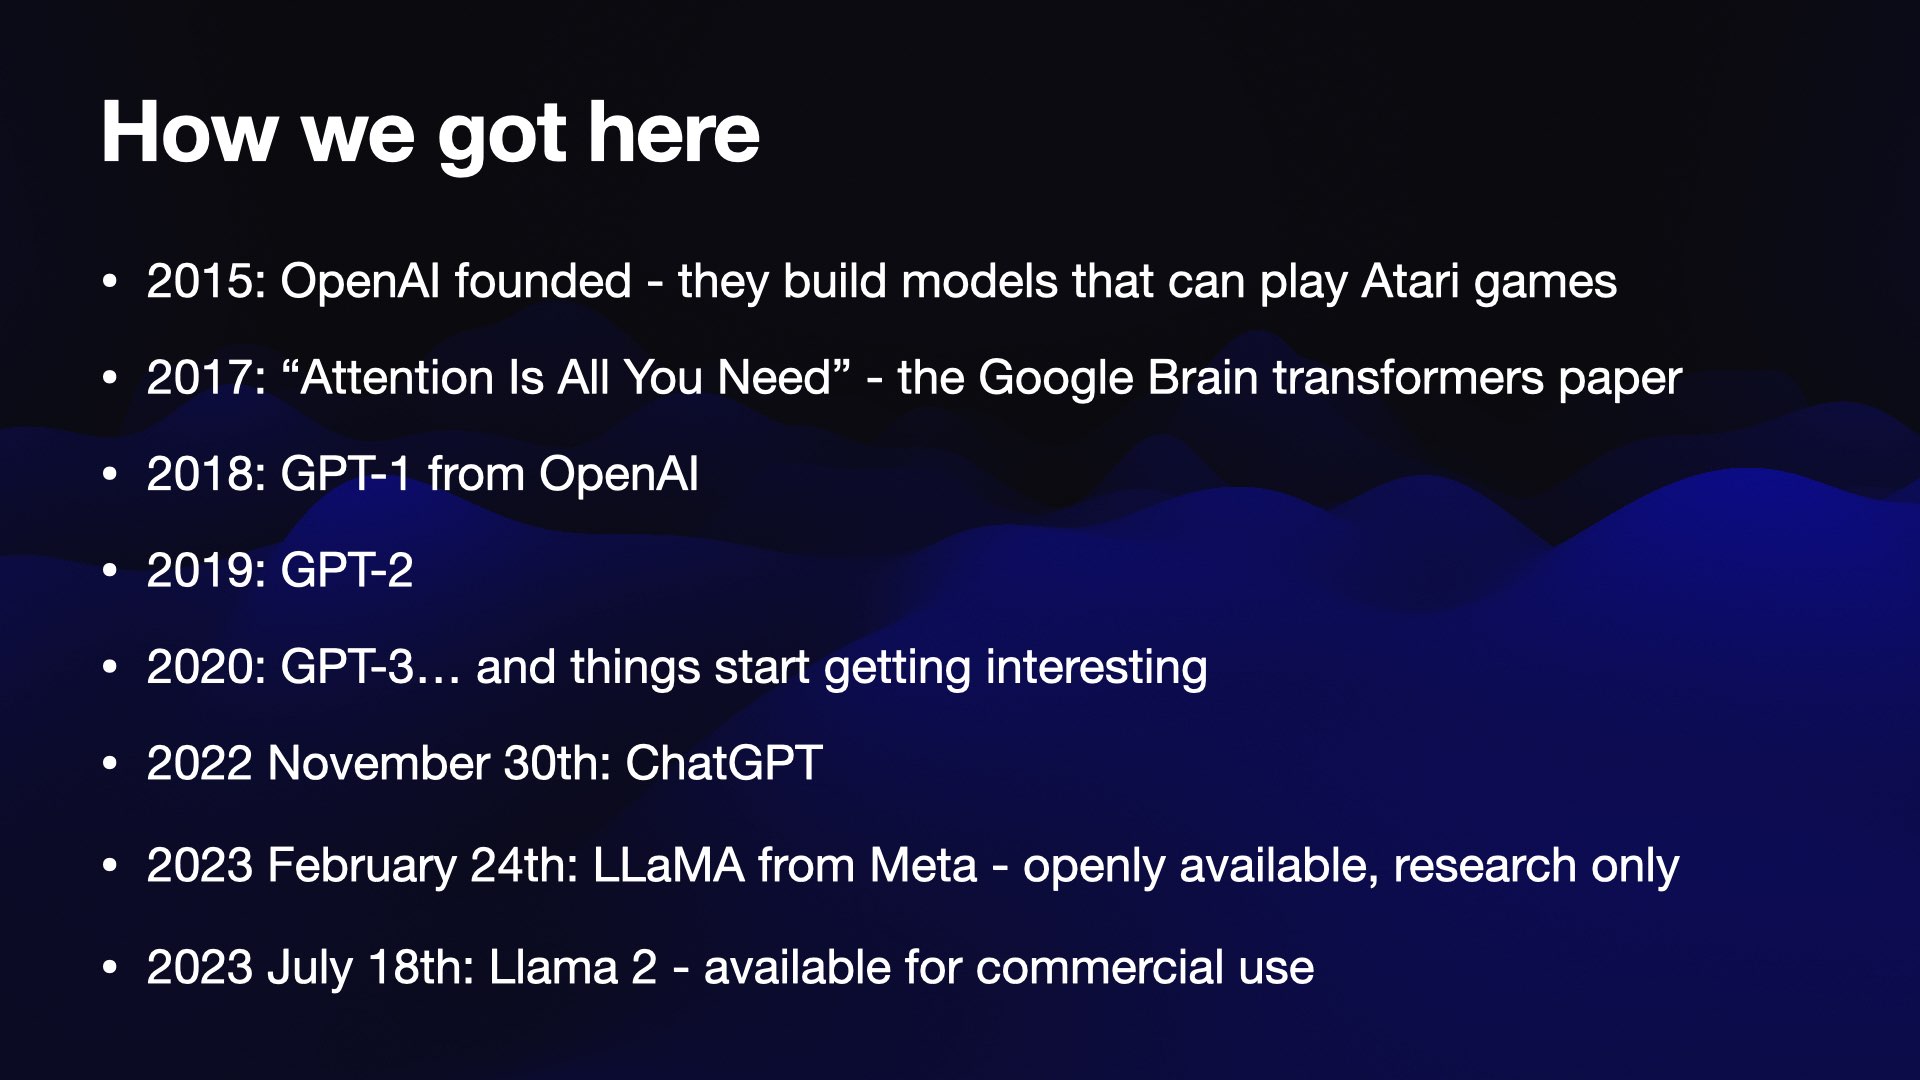 How we got here
• 2015: OpenAI founded - they build models that can play Atari games
• 2017: “Attention Is All You Need” - the Google Brain transformers paper
• 2018: GPT-1 from OpenAI
• 2019: GPT-2
• 2020: GPT-3… and things start getting interesting
• 2022 November 30th: ChatGPT
• 2023 February 24th: LLaMA from Meta - openly available, research only
• 2023 July 18th: Llama 2 - available for commercial use